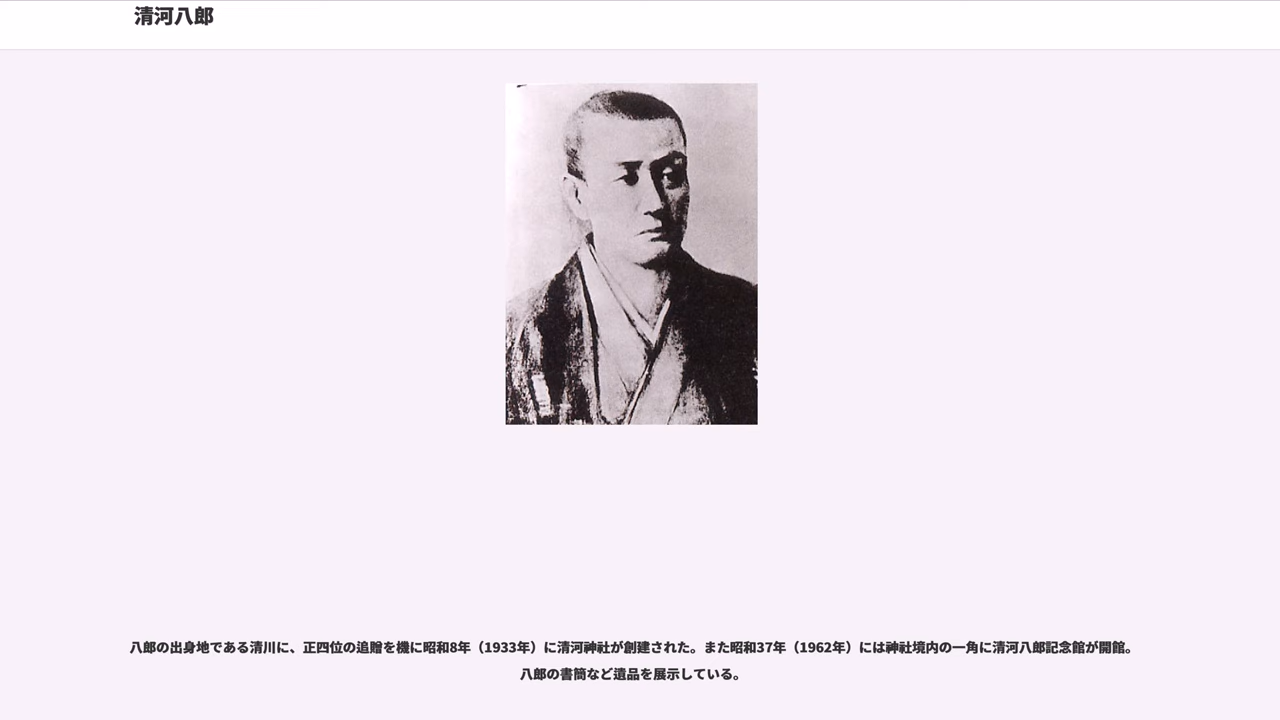 清河八郎
八郎の出身地である清川に、正四位の追贈を機に昭和8年（1933年）に清河神社が創建された。また昭和37年（1962年）には神社境内の一角に清河八郎記念館が開館。
八郎の書簡など遺品を展示している。